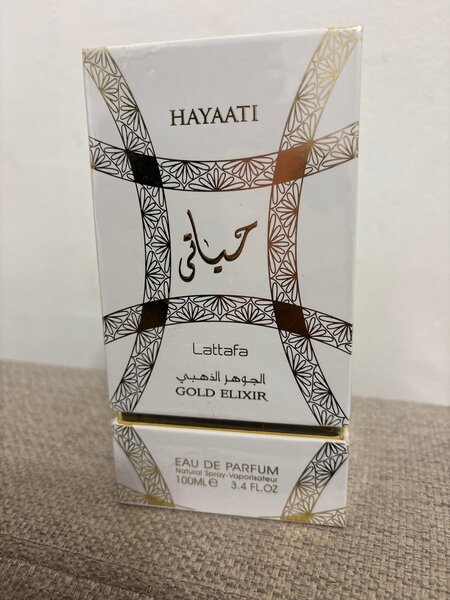 HAYAATI
حياتي
Lattafa
الجوهر الذهبي
GOLD ELIXIR
EAU DE PARFUM
Natural Spray-Vaporisateur
100ML℮ 3.4 FL.OZ